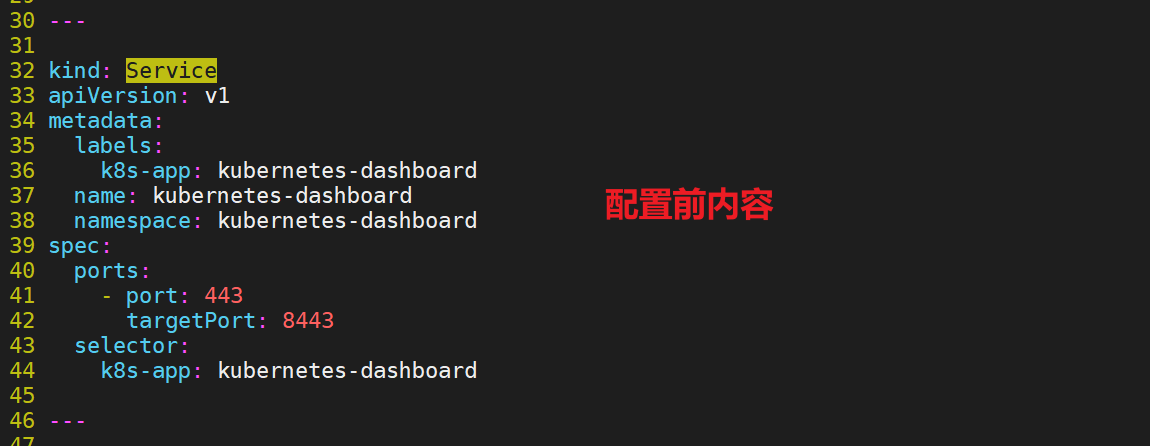 29
30 ---
31
32 kind: Service
33 apiVersion: v1
34 metadata:
35   labels:
36     k8s-app: kubernetes-dashboard
37   name: kubernetes-dashboard
配置前内容
38   namespace: kubernetes-dashboard
39 spec:
40   ports:
41     - port: 443
42       targetPort: 8443
43   selector:
44     k8s-app: kubernetes-dashboard
45
46 ---
47